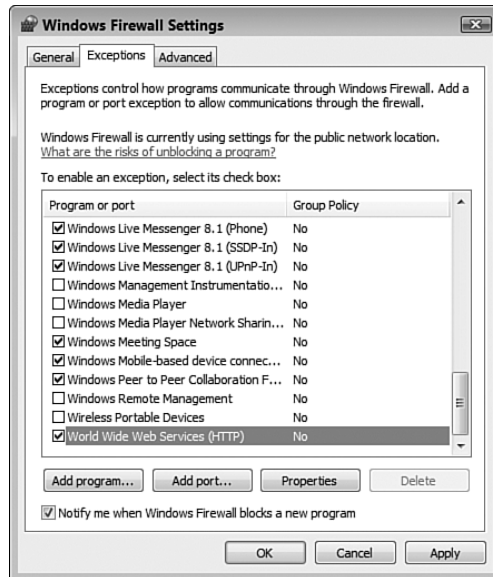 Windows Firewall Settings
General Exceptions Advanced
Exceptions control how programs communicate through Windows Firewall. Add a
program or port exception to allow communications through the firewall.
Windows Firewall is currently using settings for the public network location.
What are the risks of unblocking a program?
To enable an exception, select its check box:
Program or port Group Policy
Windows Live Messenger 8.1 (Phone) No
Windows Live Messenger 8.1 (SSDP-In) No
Windows Live Messenger 8.1 (UPnP-In) No
Windows Management Instrumentatio... No
Windows Media Player No
Windows Media Player Network Sharin... No
Windows Meeting Space No
Windows Mobile-based device connec... No
Windows Peer to Peer Collaboration F... No
Windows Remote Management No
Wireless Portable Devices No
World Wide Web Services (HTTP) No
Add program... Add port... Properties Delete
Notify me when Windows Firewall blocks a new program
OK Cancel Apply